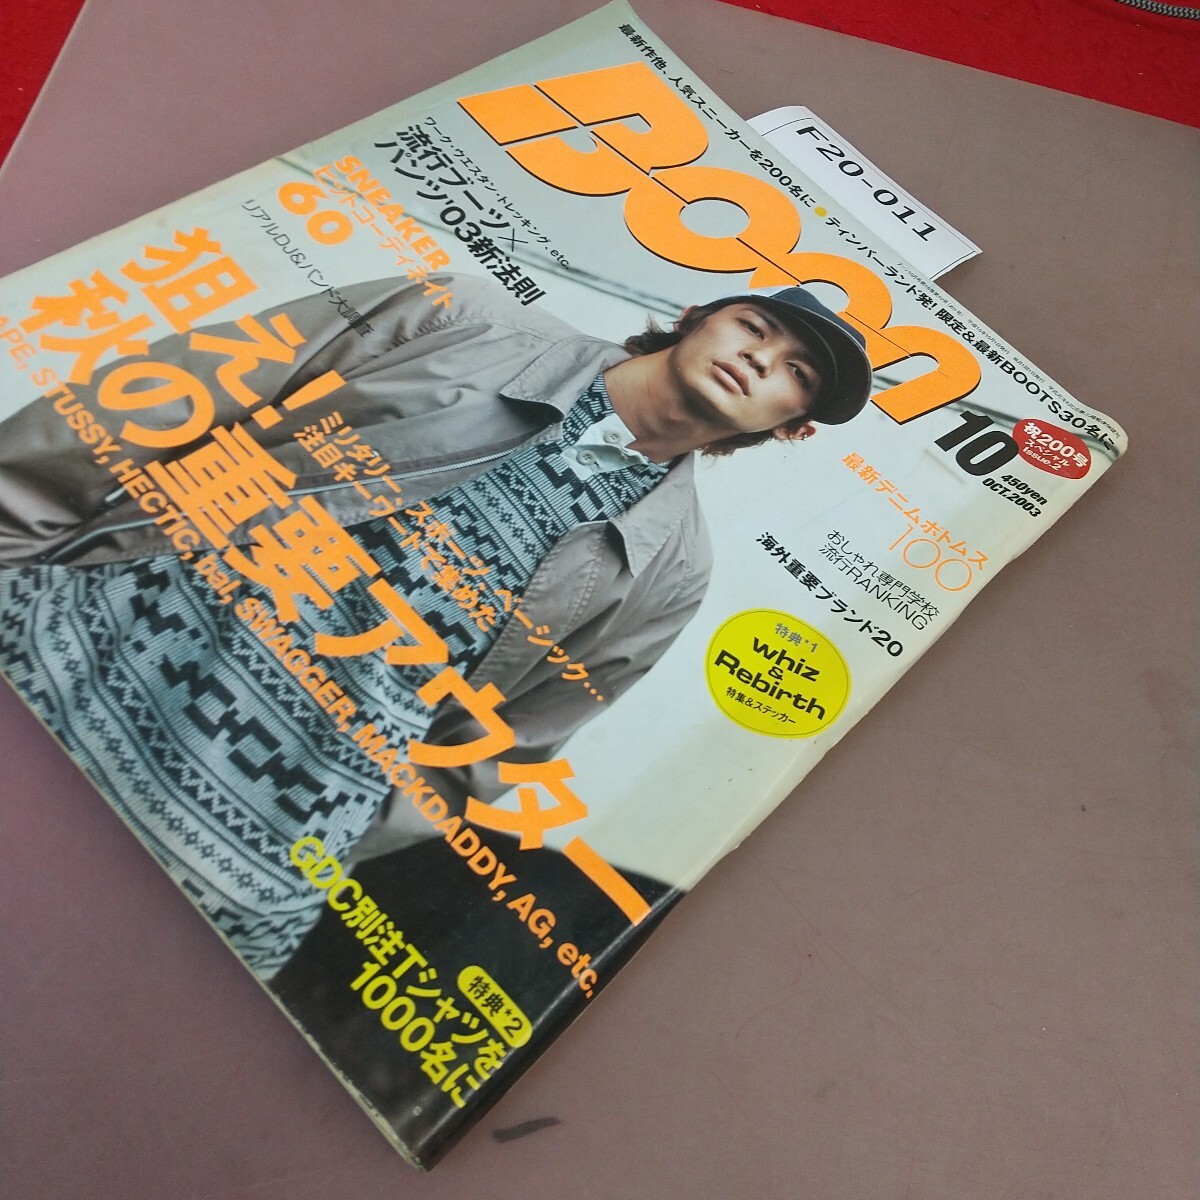 最新作他、人気スニーカーを200名に●ティンバーランド発!限定&最新BOOTS30名に
F20-011
Boon
10
450yen
OCT.2003
祝200号
スペシャル
issue.2
ワーク・ウエスタン・トレッキング、etc.
流行ブーツ×
パンツ'03新法則
SNEAKER
ヒットコーディネイト
60
リアルDJ&バンド大調査
狙え!
秋の重要アウター
ミリタリー、スポーツ、ベーシック…
注目キーワードで集めた
APE, STUSSY, HECTIC, bal, SWAGGER, MACKDADDY, AG, etc.
最新デニムボトムス
100
おしゃれ専門学校
流行RANKING
海外重要ブランド20
特典*1
whiz
&
Rebirth
特集&ステッカー
特典*2
GDC別注Tシャツを
1000名に